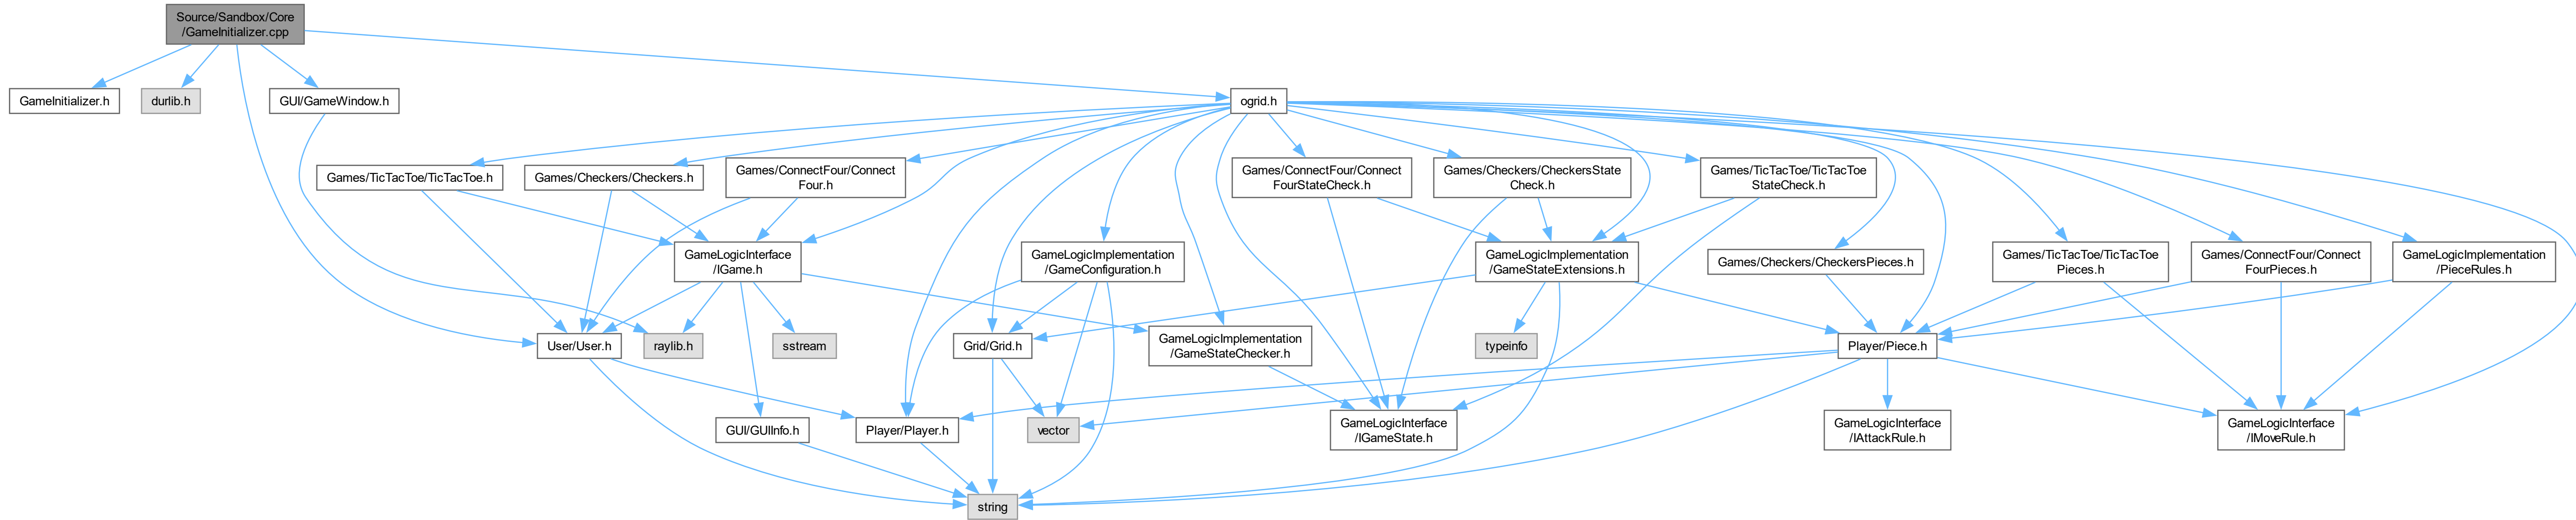 Source/Sandbox/Core
/GameInitializer.cpp
GameInitializer.h
durlib.h
GUI/GameWindow.h
ogrid.h
Games/TicTacToe/TicTacToe.h
Games/Checkers/Checkers.h
Games/ConnectFour/Connect
Four.h
Games/ConnectFour/Connect
FourStateCheck.h
Games/Checkers/CheckersState
Check.h
Games/TicTacToe/TicTacToe
StateCheck.h
GameLogicInterface
/IGame.h
GameLogicImplementation
/GameConfiguration.h
GameLogicImplementation
/GameStateExtensions.h
Games/Checkers/CheckersPieces.h
Games/TicTacToe/TicTacToe
Pieces.h
Games/ConnectFour/Connect
FourPieces.h
GameLogicImplementation
/PieceRules.h
User/User.h
raylib.h
sstream
Grid/Grid.h
GameLogicImplementation
/GameStateChecker.h
typeinfo
Player/Piece.h
GUI/GUIInfo.h
Player/Player.h
vector
GameLogicInterface
/IGameState.h
GameLogicInterface
/IAttackRule.h
GameLogicInterface
/IMoveRule.h
string